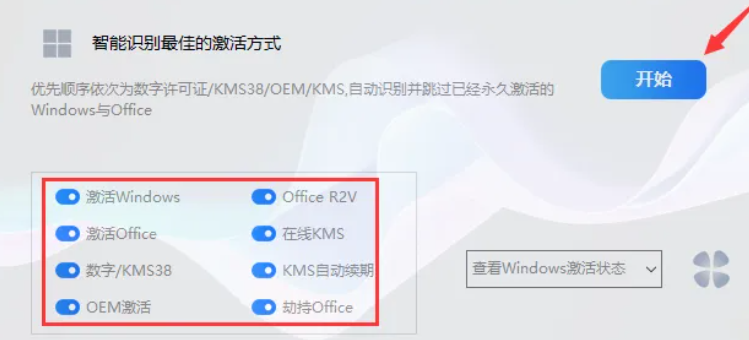 智能识别最佳的激活方式
开始
优先顺序依次为数字许可证/KMS38/OEM/KMS,自动识别并跳过已经永久激活的
Windows与Office
激活Windows
Office R2V
激活Office
在线KMS
数字/KMS38
KMS自动续期
OEM激活
劫持Office
查看Windows激活状态